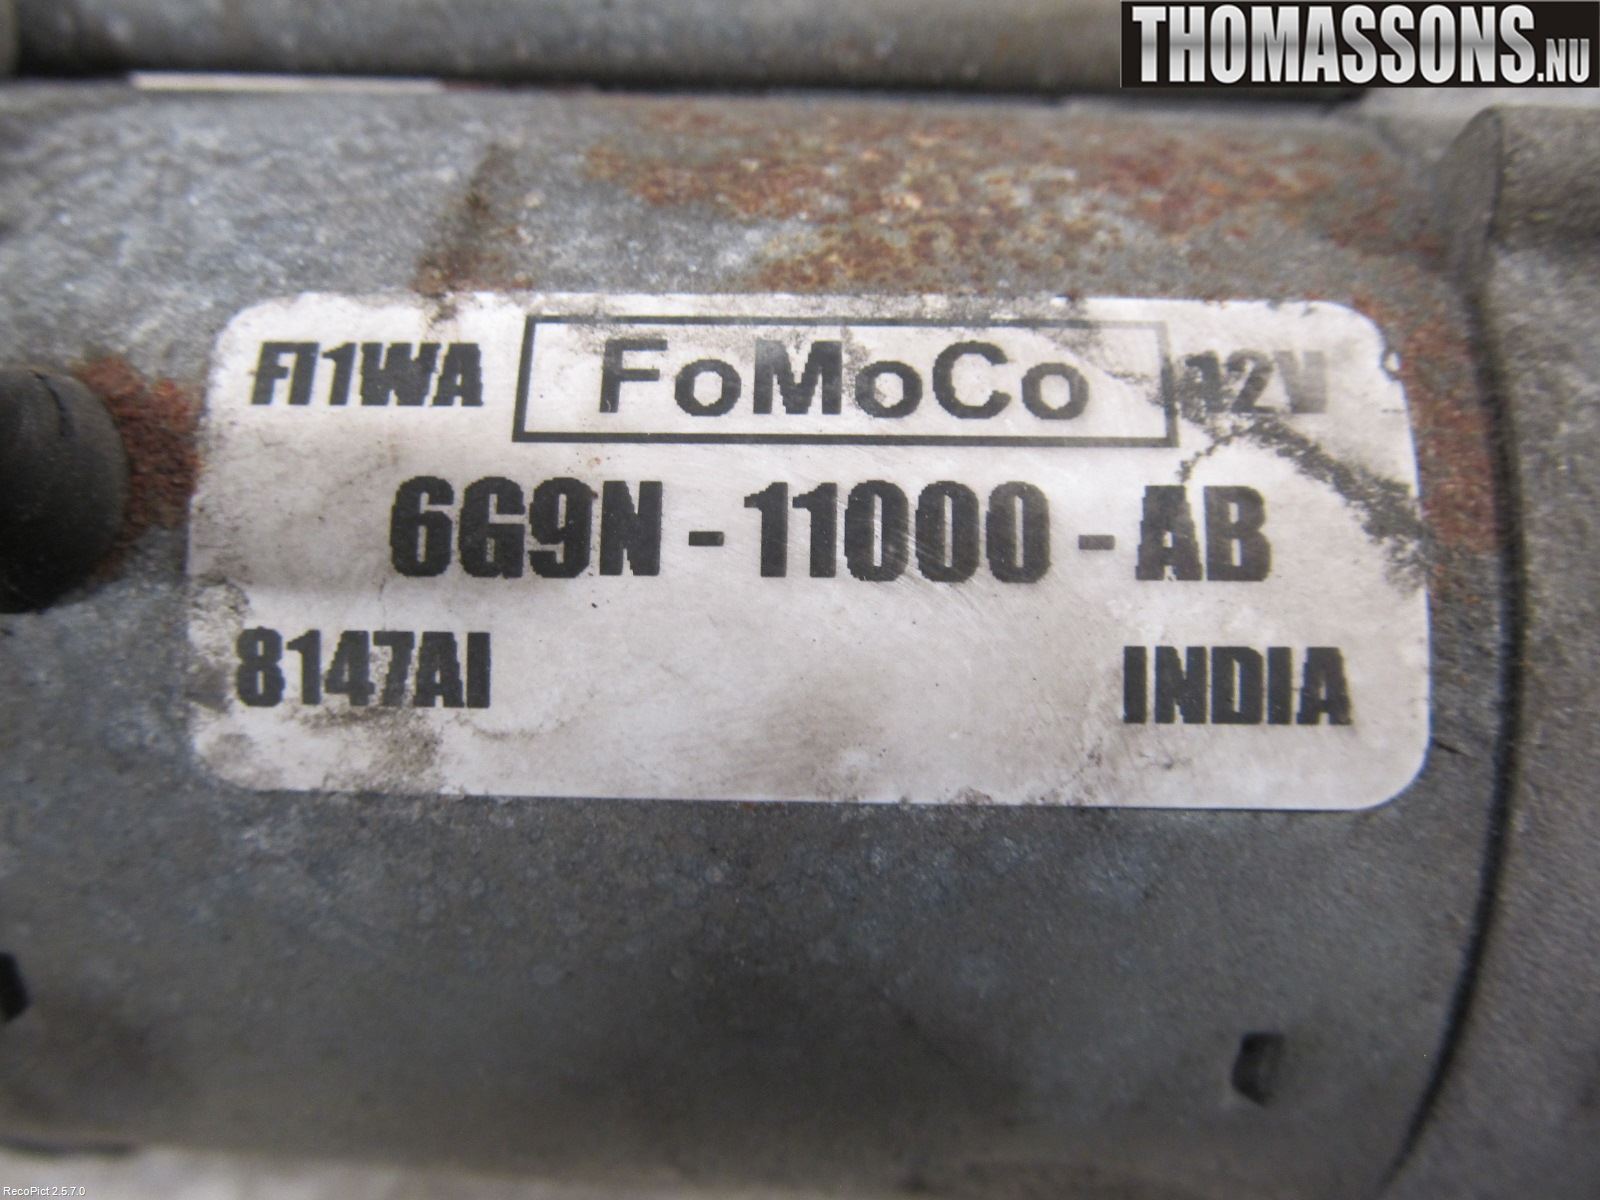 THOMASSONS.NU
FI1WA FoMoCo 12V
6G9N - 11000 - AB
8147AI INDIA
RecoPict 2.5.7.0